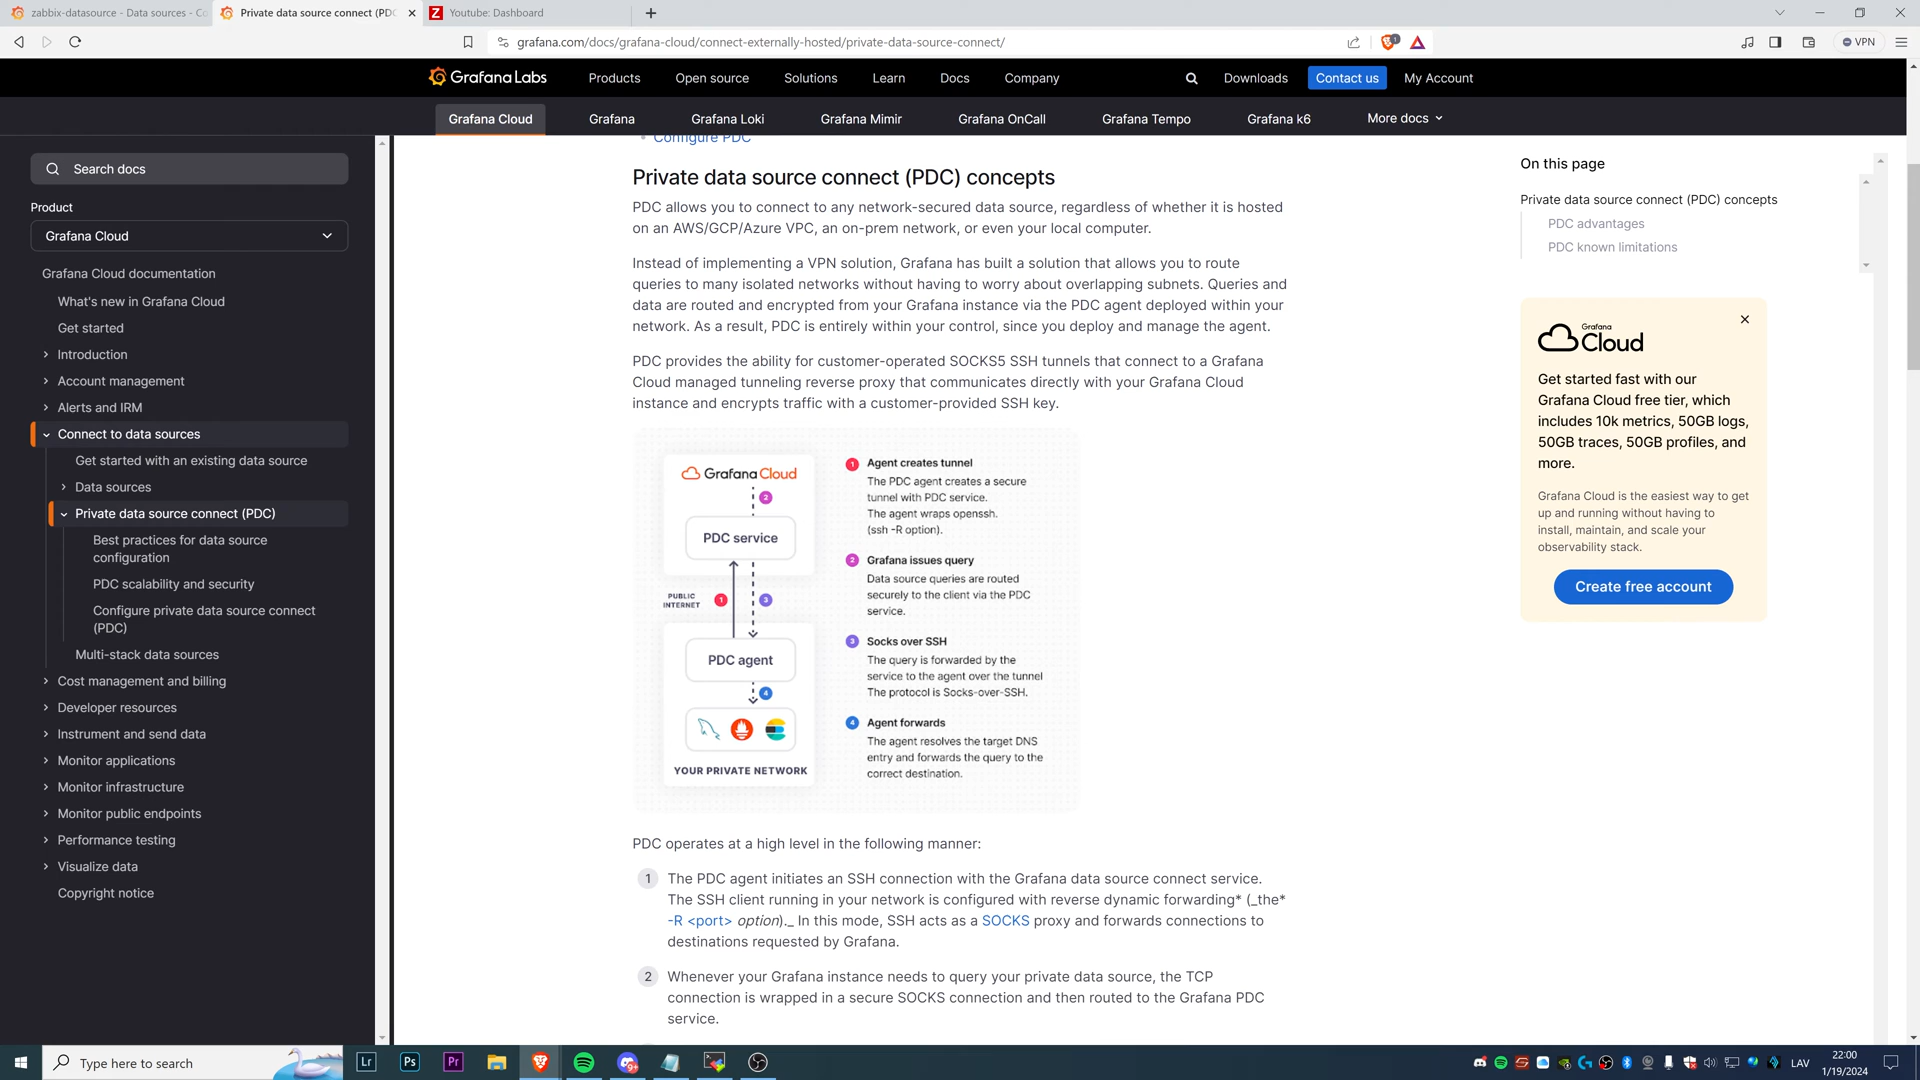 zabbix-datasource - Data sources - Co
Private data source connect (PDC
Z Youtube: Dashboard
grafana.com/docs/grafana-cloud/connect-externally-hosted/private-data-source-connect/
1
VPN
Grafana Labs
Products
Open source
Solutions
Learn
Docs
Company
Downloads
Contact us
My Account
Grafana Cloud
Grafana
Grafana Loki
Grafana Mimir
Grafana OnCall
Grafana Tempo
Grafana k6
More docs
Search docs
Product
Grafana Cloud
Grafana Cloud documentation
What's new in Grafana Cloud
Get started
Introduction
Account management
Alerts and IRM
Connect to data sources
Get started with an existing data source
Data sources
Private data source connect (PDC)
Best practices for data source
configuration
PDC scalability and security
Configure private data source connect
(PDC)
Multi-stack data sources
Cost management and billing
Developer resources
Instrument and send data
Monitor applications
Monitor infrastructure
Monitor public endpoints
Performance testing
Visualize data
Copyright notice
Configure PDC
Private data source connect (PDC) concepts
PDC allows you to connect to any network-secured data source, regardless of whether it is hosted
on an AWS/GCP/Azure VPC, an on-prem network, or even your local computer.
Instead of implementing a VPN solution, Grafana has built a solution that allows you to route
queries to many isolated networks without having to worry about overlapping subnets. Queries and
data are routed and encrypted from your Grafana instance via the PDC agent deployed within your
network. As a result, PDC is entirely within your control, since you deploy and manage the agent.
PDC provides the ability for customer-operated SOCKS5 SSH tunnels that connect to a Grafana
Cloud managed tunneling reverse proxy that communicates directly with your Grafana Cloud
instance and encrypts traffic with a customer-provided SSH key.
Grafana Cloud
2
PDC service
PUBLIC
INTERNET
1
3
PDC agent
4
YOUR PRIVATE NETWORK
1 Agent creates tunnel
The PDC agent creates a secure
tunnel with PDC service.
The agent wraps openssh.
(ssh -R option).
2 Grafana issues query
Data source queries are routed
securely to the client via the PDC
service.
3 Socks over SSH
The query is forwarded by the
service to the agent over the tunnel
The protocol is Socks-over-SSH.
4 Agent forwards
The agent resolves the target DNS
entry and forwards the query to the
correct destination.
PDC operates at a high level in the following manner:
1 The PDC agent initiates an SSH connection with the Grafana data source connect service.
The SSH client running in your network is configured with reverse dynamic forwarding* (_the*
-R <port> option)._ In this mode, SSH acts as a SOCKS proxy and forwards connections to
destinations requested by Grafana.
2 Whenever your Grafana instance needs to query your private data source, the TCP
connection is wrapped in a secure SOCKS connection and then routed to the Grafana PDC
service.
On this page
Private data source connect (PDC) concepts
PDC advantages
PDC known limitations
Grafana
Cloud
Get started fast with our
Grafana Cloud free tier, which
includes 10k metrics, 50GB logs,
50GB traces, 50GB profiles, and
more.
Grafana Cloud is the easiest way to get
up and running without having to
install, maintain, and scale your
observability stack.
Create free account
Type here to search
Lr
Ps
Pr
9+
LAV
22:00
1/19/2024